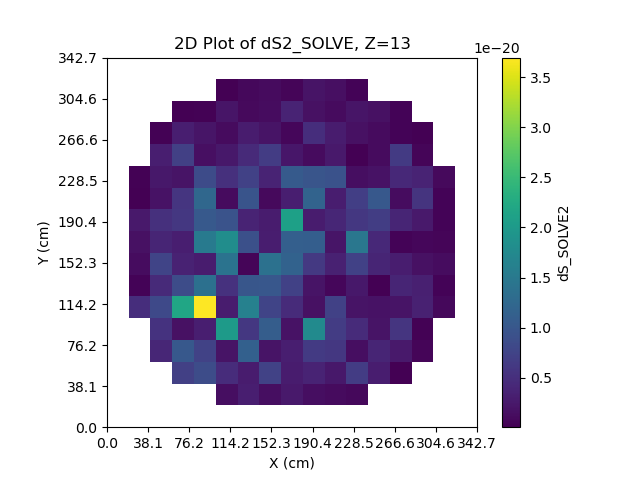 2D Plot of dS2_SOLVE, Z=13
1e−20
342.7
304.6
266.6
228.5
190.4
152.3
114.2
76.2
38.1
0.0
Y (cm)
0.0 38.1 76.2 114.2 152.3 190.4 228.5 266.6 304.6 342.7
X (cm)
3.5
3.0
2.5
2.0
1.5
1.0
0.5
dS_SOLVE2